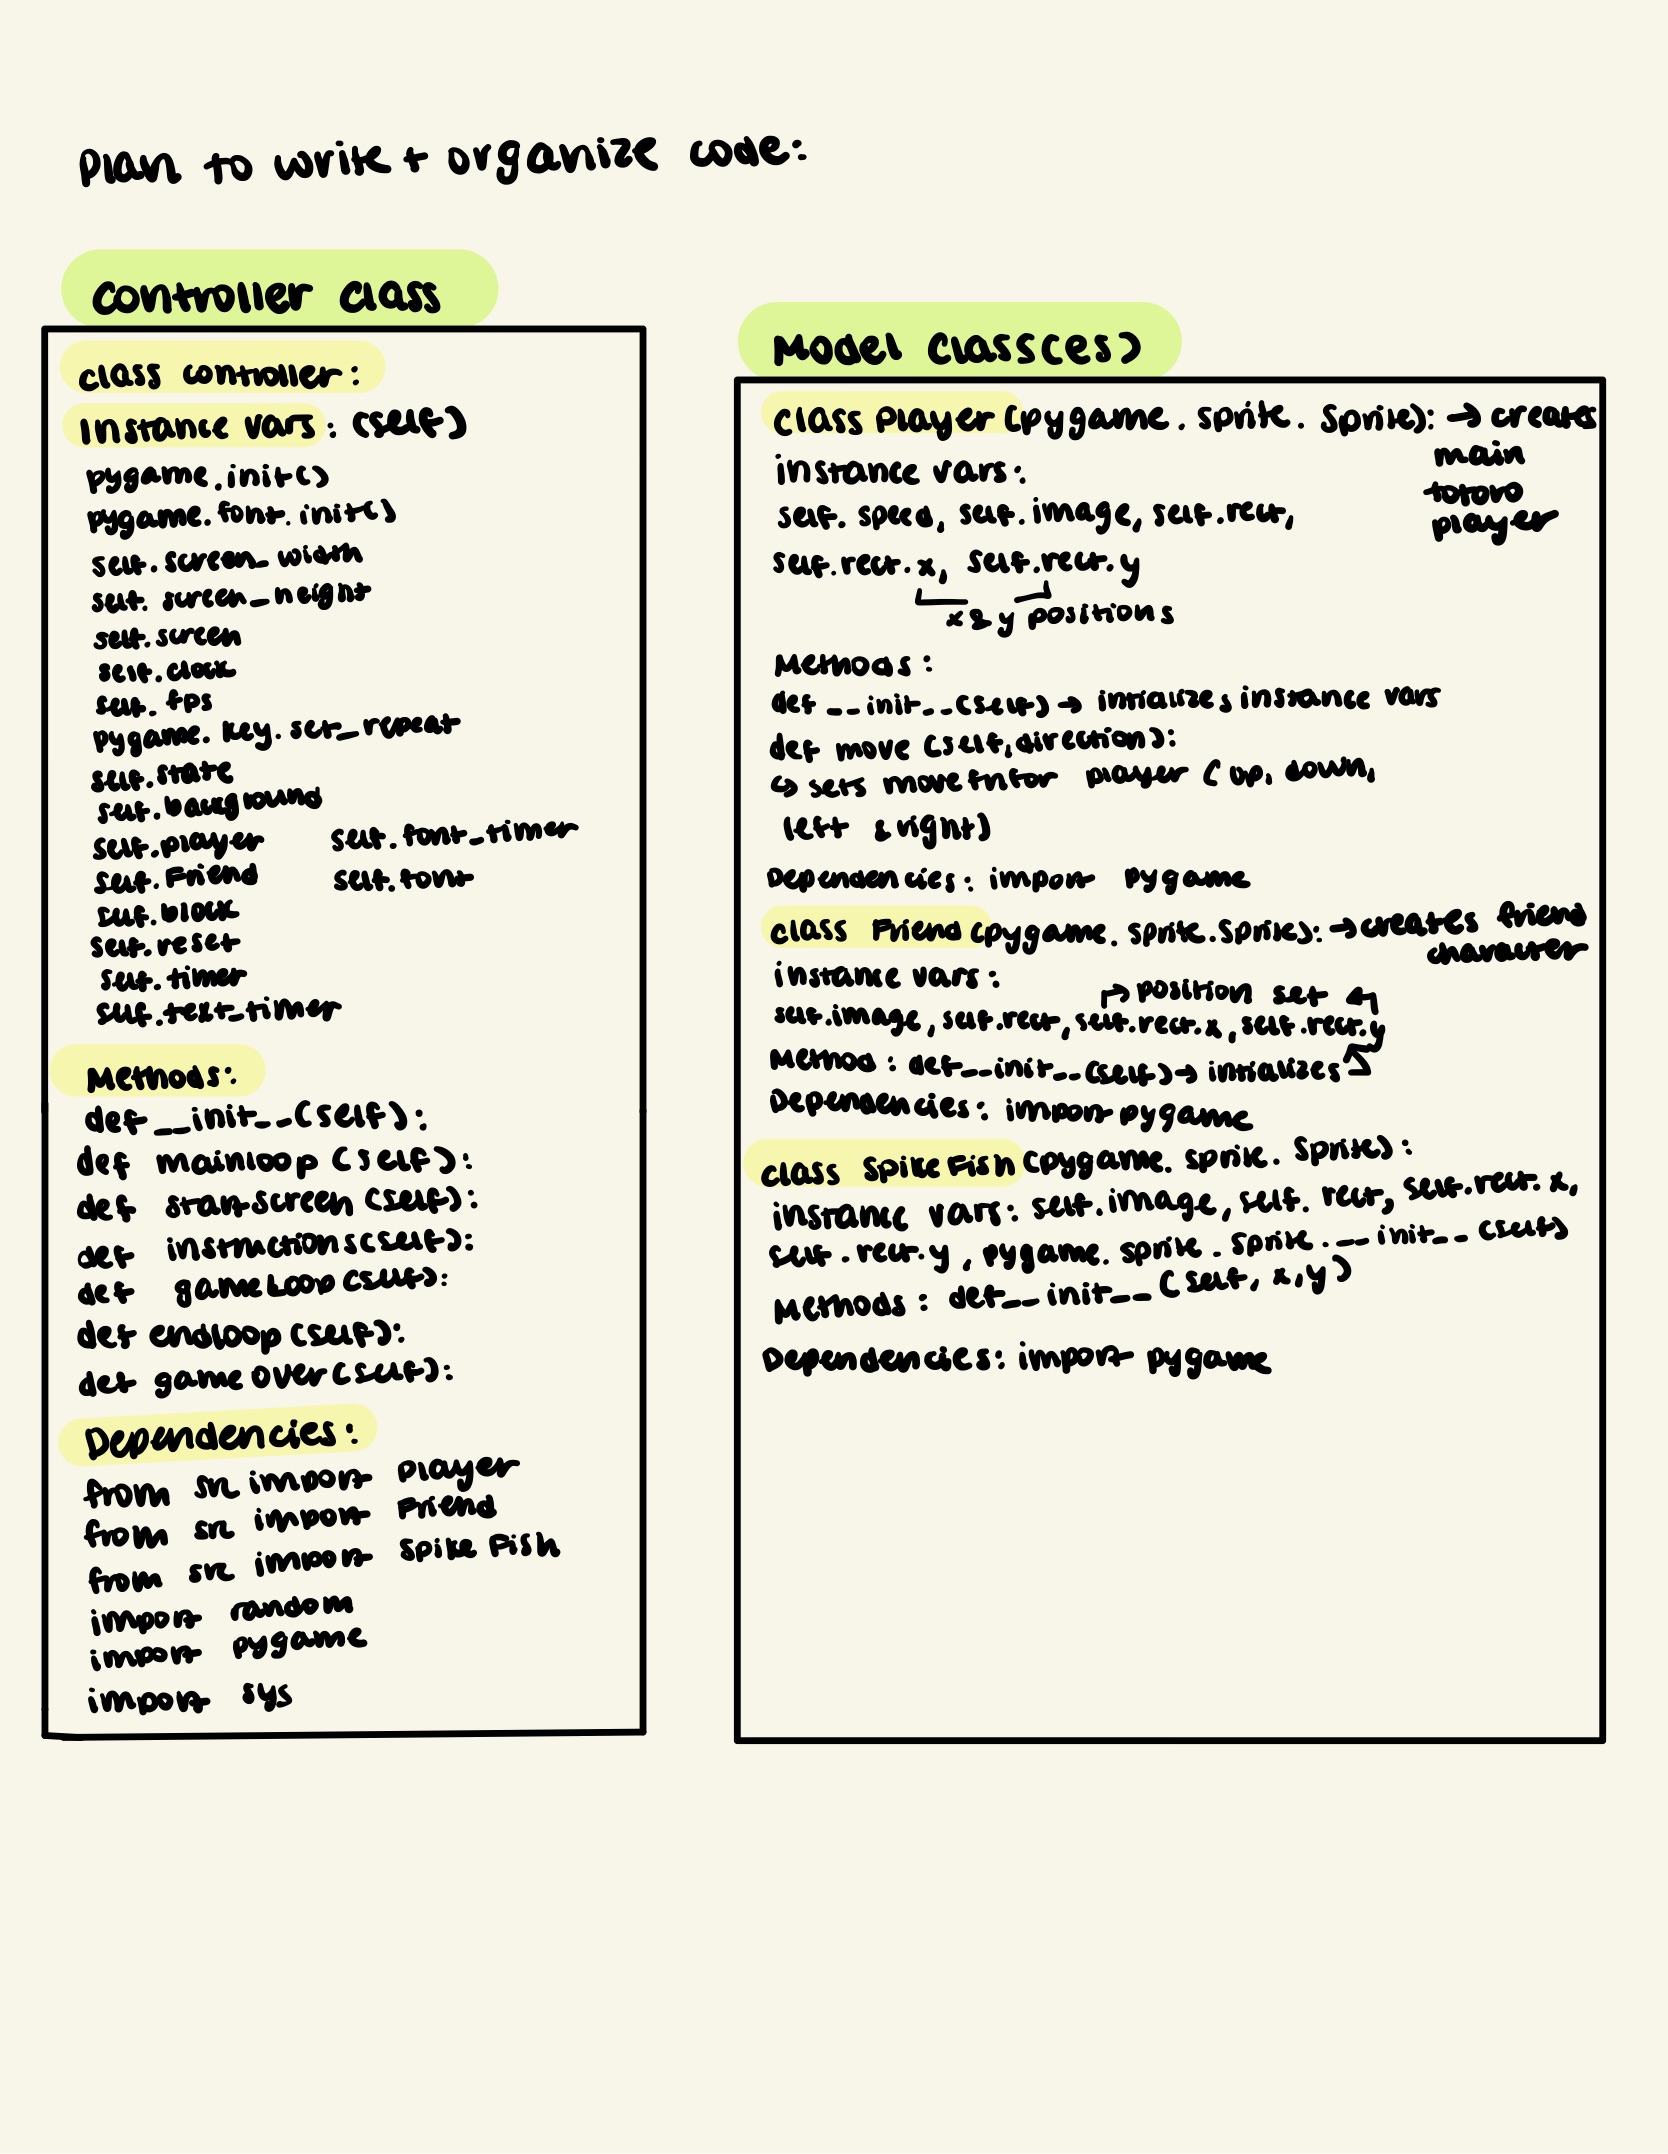 Plan to write + organize code:
Controller Class
class controller:
Instance vars: (self)
pygame.init()
pygame.font.init()
self.screen_width
self.screen_height
self.screen
self.clock
self.fps
pygame.key.set_repeat
self.state
self.background
self.player self.font_timer
self.Friend self.font
self.block
self.reset
self.timer
self.text_timer
Methods:
def __init__(self):
def mainloop (self):
def startscreen (self):
def instructions(self):
def gameLoop(self):
def endloop(self):
def gameOver(self):
Dependencies:
from src import Player
from src import Friend
from src import Spike Fish
import random
import pygame
import sys
Model Class(es)
class Player (pygame.sprite.Sprite): → creates
main
totoro
player
instance vars:
self.speed, self.image, self.rect,
self.rect.x, self.rect.y
x & y positions
Methods:
def __init__(self) → intializes instance vars
def move (self, direction):
↪ sets movefnfor player (up, down,
left & right)
Dependencies: import pygame
class Friend (pygame.sprite.Sprite): → creates friend
character
instance vars:
position set
self.image, self.rect, self.rect.x, self.rect.y
Method: def__init__(self) → intializes
Dependencies: import pygame
class Spike Fish (pygame.sprite.Sprite):
instance vars: self.image, self.rect, self.rect.x,
self.rect.y, pygame.sprite.Sprite.__init__(self)
Methods: def__init__(self, x, y)
Dependencies: import pygame